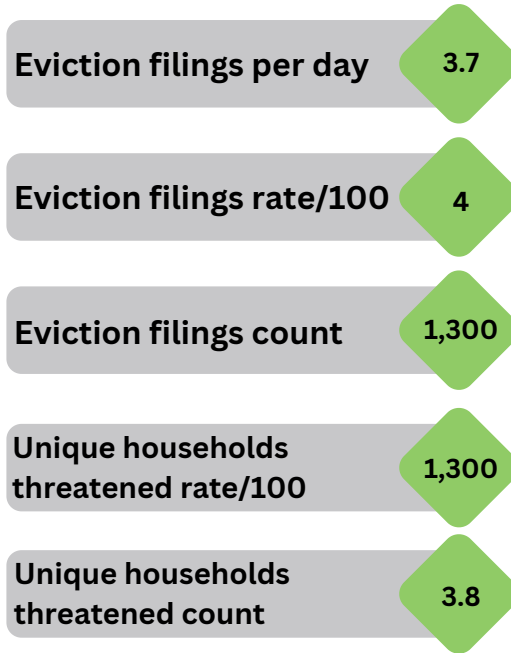 Eviction filings per day 3.7
Eviction filings rate/100 4
Eviction filings count 1,300
Unique households
threatened rate/100 1,300
Unique households
threatened count 3.8